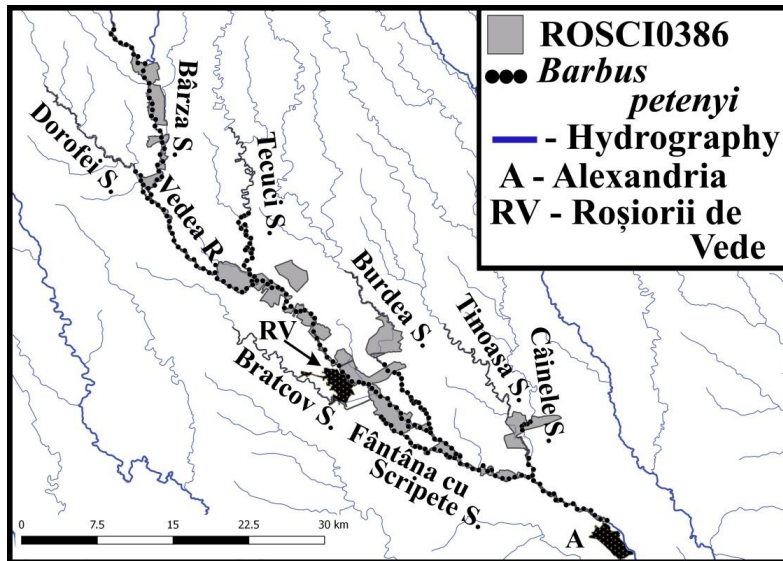 ROSCI0386
Barbus
petenyi
- Hydrography
A - Alexandria
RV - Roșiorii de
Vede
Bârza S.
Dorofei S.
Tecuci S.
Vedea R.
Burdea S.
RV
Tinoasa S.
Câinele S.
Bratcov S.
Fântâna cu
Scripete S.
A
0 7.5 15 22.5 30 km